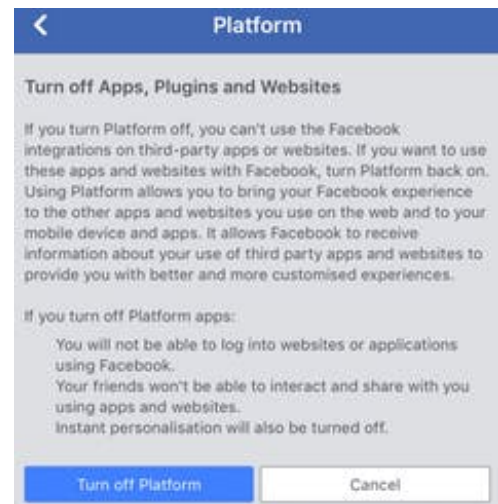 Platform
Turn off Apps, Plugins and Websites
If you turn Platform off, you can't use the Facebook
integrations on third-party apps or websites. If you want to use
these apps and websites with Facebook, turn Platform back on.
Using Platform allows you to bring your Facebook experience
to the other apps and websites you use on the web and to your
mobile device and apps. It allows Facebook to receive
information about your use of third party apps and websites to
provide you with better and more customised experiences.
If you turn off Platform apps:
You will not be able to log into websites or applications
using Facebook.
Your friends won't be able to interact and share with you
using apps and websites.
Instant personalisation will also be turned off.
Turn off Platform Cancel